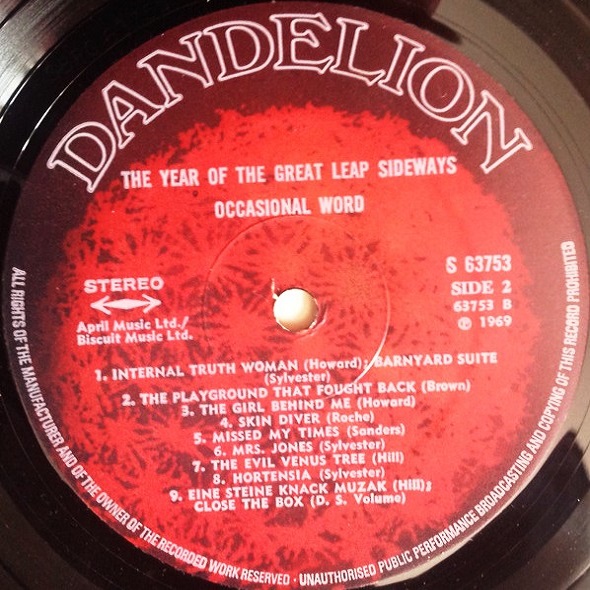 DANDELION
THE YEAR OF THE GREAT LEAP SIDEWAYS
OCCASIONAL WORD
STEREO
April Music Ltd./
Biscuit Music Ltd.
S 63753
SIDE 2
63753 B
℗ 1969
1. INTERNAL TRUTH WOMAN (Howard); BARNYARD SUITE
(Sylvester)
2. THE PLAYGROUND THAT FOUGHT BACK (Brown)
3. THE GIRL BEHIND ME (Howard)
4. SKIN DIVER (Roche)
5. MISSED MY TIMES (Sanders)
6. MRS. JONES (Sylvester)
7. THE EVIL VENUS TREE (Hill)
8. HORTENSIA (Sylvester)
9. EINE STEINE KNACK MUZAK (Hill);
CLOSE THE BOX (D. S. Volume)
ALL RIGHTS OF THE MANUFACTURER AND OF THE OWNER OF THE RECORDED WORK RESERVED · UNAUTHORISED PUBLIC PERFORMANCE BROADCASTING AND COPYING OF THIS RECORD PROHIBITED